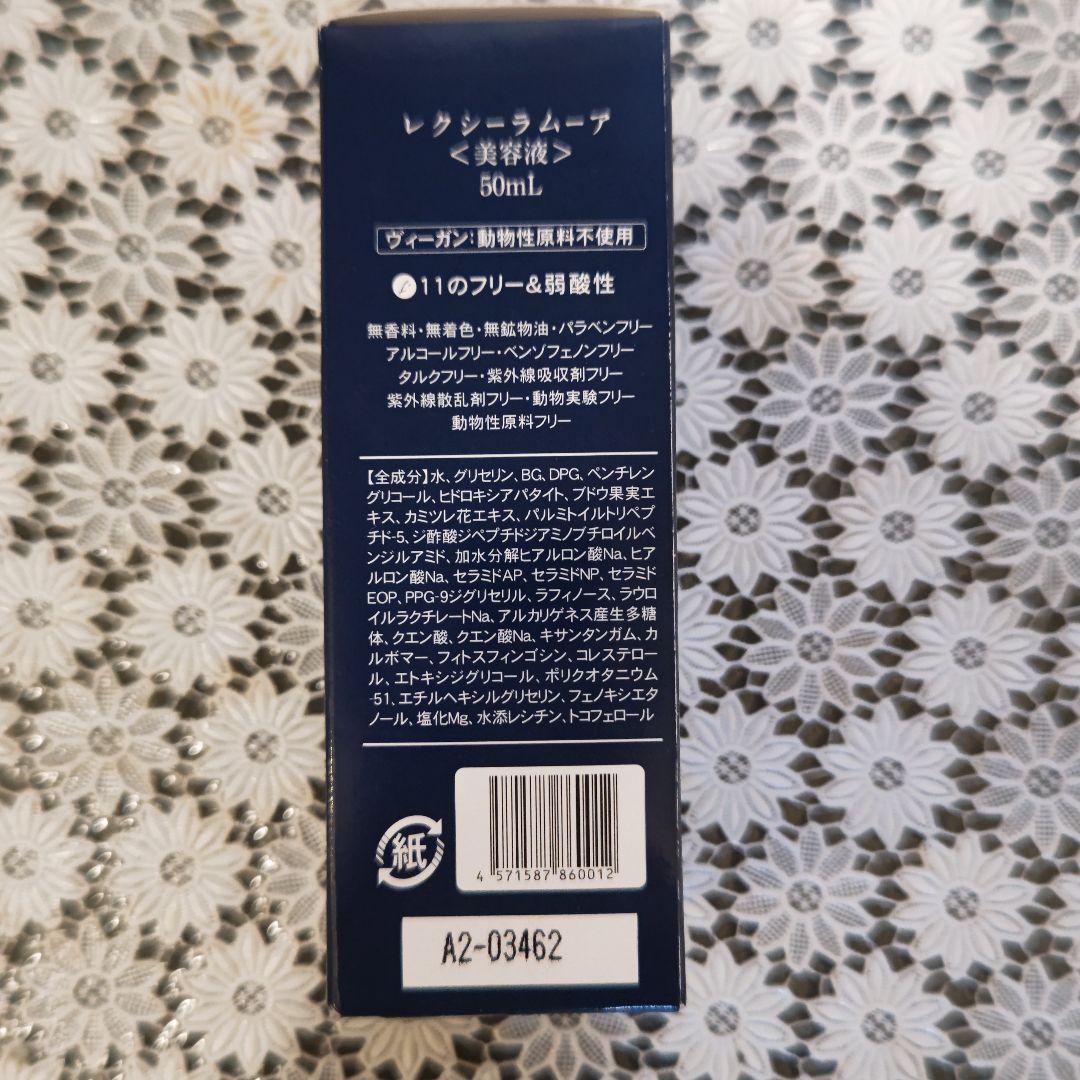 レクシーラムーア
＜美容液＞
50mL
ヴィーガン:動物性原料不使用
11のフリー&弱酸性
無香料・無着色・無鉱物油・パラベンフリー
アルコールフリー・ベンゾフェノンフリー
タルクフリー・紫外線吸収剤フリー
紫外線散乱剤フリー・動物実験フリー
動物性原料フリー
【全成分】水、グリセリン、BG、DPG、ペンチレン
グリコール、ヒドロキシアパタイト、ブドウ果実エ
キス、カミツレ花エキス、パルミトイルトリペプ
チド-5、ジ酢酸ジペプチドジアミノブチロイルベ
ンジルアミド、加水分解ヒアルロン酸Na、ヒア
ルロン酸Na、セラミドAP、セラミドNP、セラミド
EOP、PPG-9ジグリセリル、ラフィノース、ラウロ
イルラクチレートNa、アルカリゲネス産生多糖
体、クエン酸、クエン酸Na、キサンタンガム、カ
ルボマー、フィトスフィンゴシン、コレステロー
ル、エトキシジグリコール、ポリクオタニウム
-51、エチルヘキシルグリセリン、フェノキシエタ
ノール、塩化Mg、水添レシチン、トコフェロール
紙
4 571587 860012
A2-03462